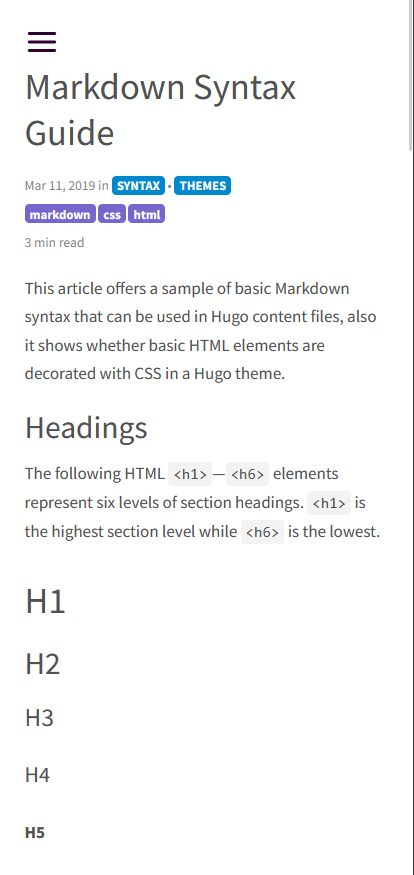 Markdown Syntax
Guide
Mar 11, 2019 in SYNTAX • THEMES
markdown css html
3 min read
This article offers a sample of basic Markdown
syntax that can be used in Hugo content files, also
it shows whether basic HTML elements are
decorated with CSS in a Hugo theme.
Headings
The following HTML <h1>—<h6> elements
represent six levels of section headings. <h1> is
the highest section level while <h6> is the lowest.
H1
H2
H3
H4
H5